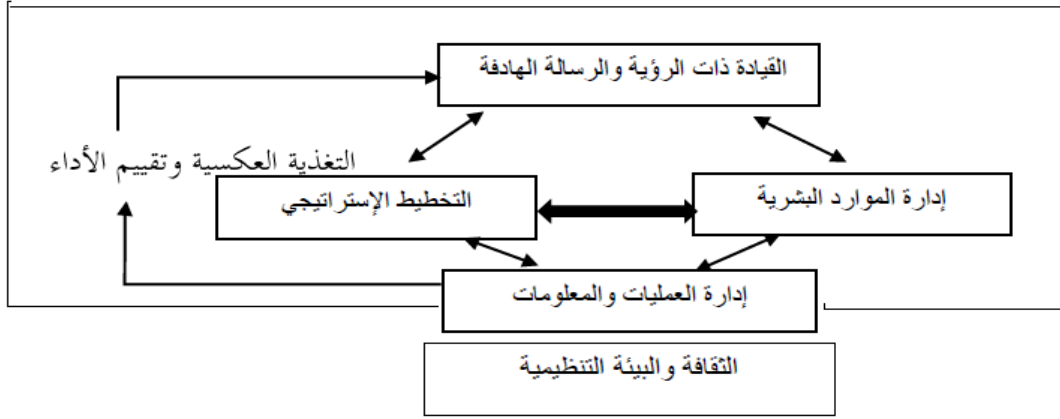 القيادة ذات الرؤية والرسالة الهادفة
التغذية العكسية وتقييم الأداء
إدارة الموارد البشرية
التخطيط الإستراتيجي
إدارة العمليات والمعلومات
الثقافة والبيئة التنظيمية